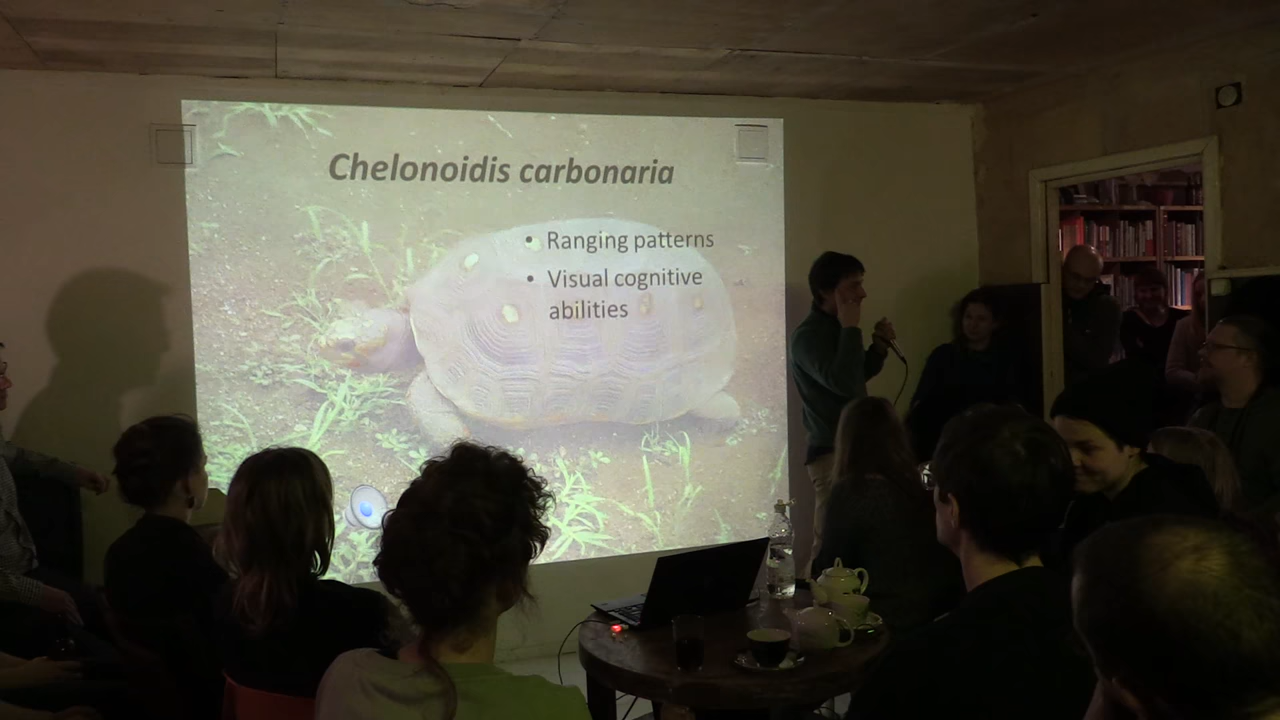 Chelonoidis carbonaria
• Ranging patterns
• Visual cognitive
abilities